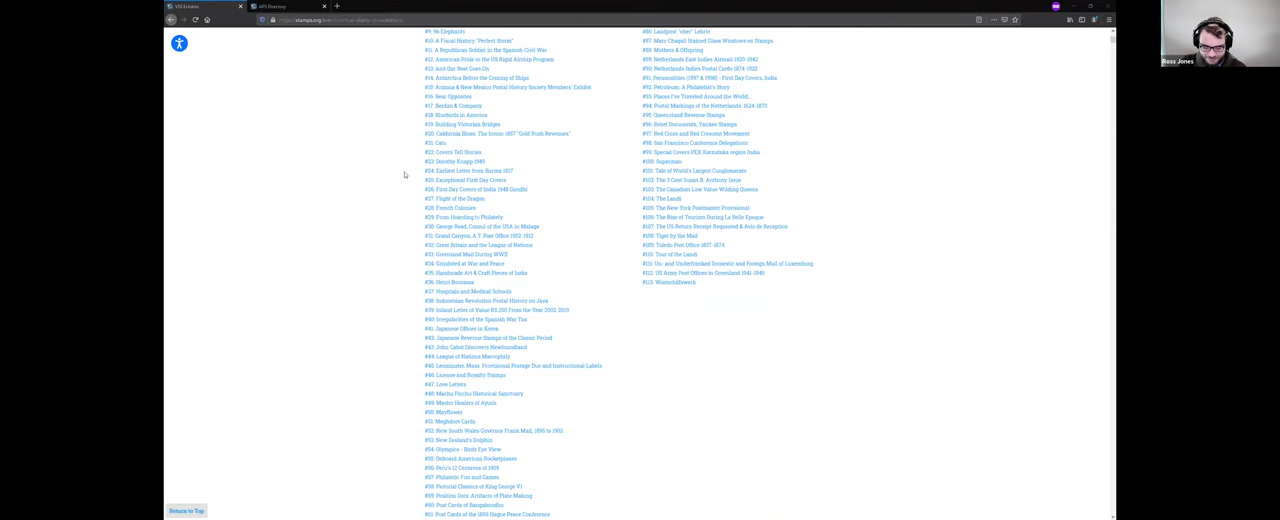 VSS Exhibits
APS Directory
Ross Jones
#9: 96 Elephants
#10: A Fiscal History "Perfect Storm"
#11: A Republican Soldier in the Spanish Civil War
#12: American Pride in the US Rigid Airship Program
#13: And Our Bear Goes On
#14: Antarctica Before the Coming of Ships
#15: Arizona & New Mexico Postal History Society Members' Exhibit
#16: Bear Opposites
#17: Berdan & Company
#18: Bluebirds in America
#19: Building Victorian Bridges
#20: California Blues: The Iconic 1857 "Gold Rush Revenues"
#21: Cats
#22: Covers Tell Stories
#23: Dorothy Knapp 1949
#24: Earliest Letter from Burma 1817
#25: Exceptional First Day Covers
#26: First Day Covers of India 1948 Gandhi
#27: Flight of the Dragon
#28: French Colonies
#29: From Hoarding to Philately
#30: George Read, Consul of the USA in Malaga
#31: Grand Canyon, A.T. Post Office 1902-1912
#32: Great Britain and the League of Nations
#33: Greenland Mail During WWII
#34: Grimbsted at War and Peace
#35: Handmade Art & Craft Pieces of India
#36: Henri Bourassa
#37: Hospitals and Medical Schools
#38: Indonesian Revolution Postal History on Java
#39: Inland Letter of Value RS.250 From the Year 2002-2019
#40: Irregularities of the Spanish War Tax
#41: Japanese Offices in Korea
#42: Japanese Revenue Stamps of the Classic Period
#43: John Cabot Discovers Newfoundland
#44: League of Nations Marcophily
#45: Leominster, Mass. Provisional Postage Due and Instructional Labels
#46: License and Royalty Stamps
#47: Love Letters
#48: Machu Picchu Historical Sanctuary
#49: Master Healers of Ayush
#50: Mayflower
#51: Meghdoot Cards
#52: New South Wales Governor Frank Mail, 1895 to 1902
#53: New Zealand's Dolphin
#54: Olympics - Birds Eye View
#55: Onboard American Rocketplanes
#56: Peru's 12 Centavos of 1905
#57: Philatelic Fun and Games
#58: Pictorial Classics of King George VI
#59: Position Dots: Artifacts of Plate Making
#60: Post Cards of Bangabondhu
#61: Post Cards of the 1899 Hague Peace Conference
#86: Landpost "ober" Lehrte
#87: Marc Chagall Stained Glass Windows on Stamps
#88: Mothers & Offspring
#89: Netherlands East Indies Airmail 1920-1942
#90: Netherlands Indies Postal Cards 1874-1922
#91: Personalities (1997 & 1998) - First Day Covers, India
#92: Petroleum: A Philatelist's Story
#93: Places I've Traveled Around the World...
#94: Postal Markings of the Netherlands: 1624-1870
#95: Queensland Revenue Stamps
#96: Rebel Documents, Yankee Stamps
#97: Red Cross and Red Crescent Movement
#98: San Francisco Conference Delegations
#99: Special Covers PEX Karnataka region India
#100: Superman
#101: Tale of World's Largest Conglomerate
#102: The 3 Cent Susan B. Anthony Issue
#103: The Canadian Low Value Wilding Queens
#104: The Landi
#105: The New York Postmaster Provisional
#106: The Rise of Tourism During La Belle Epoque
#107: The US Return Receipt Requested & Avis de Reception
#108: Tiger by the Mail
#109: Toledo Post Office 1837-1874
#110: Tour of the Landi
#111: Un- and Underfranked Domestic and Foreign Mail of Luxemburg
#112: US Army Post Offices in Greenland 1941-1945
#113: Winterhilfswerk
Return to Top